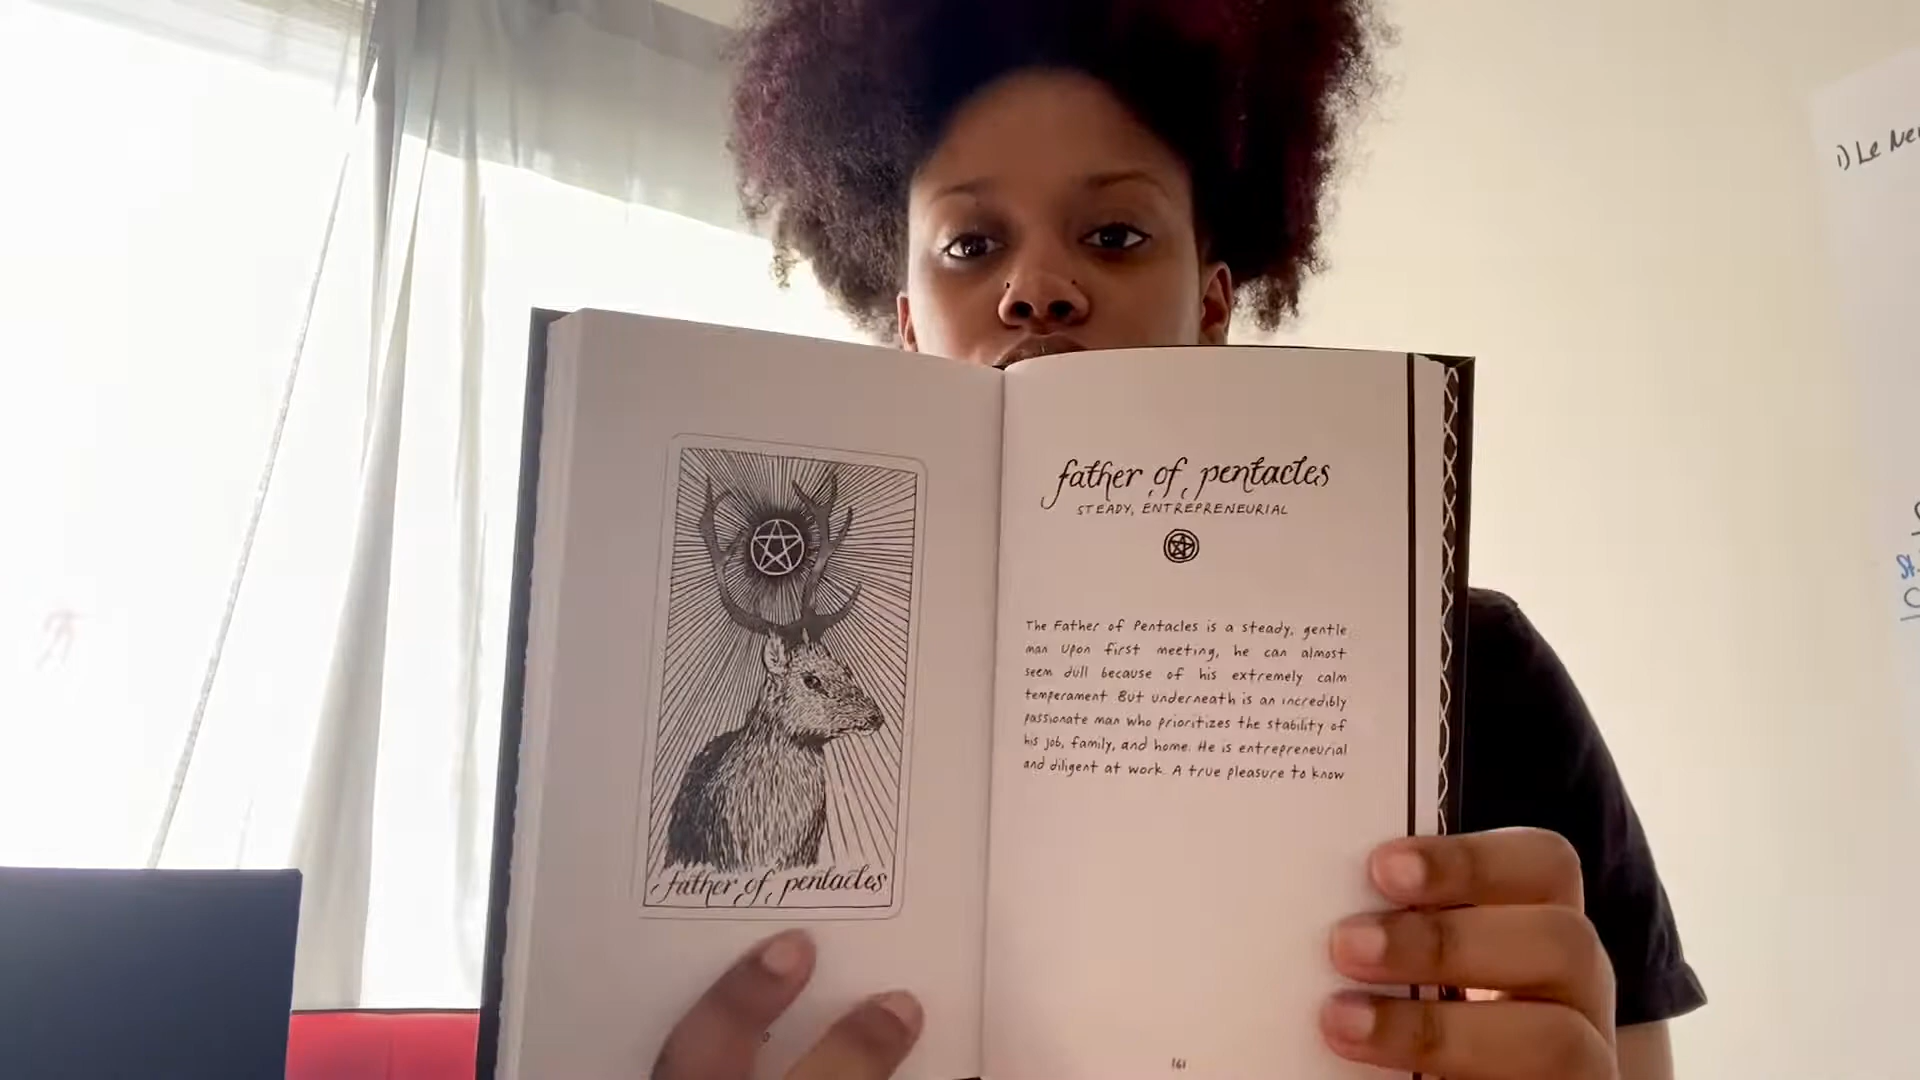 father of pentacles
father of pentacles
STEADY, ENTREPRENEURIAL
The Father of Pentacles is a steady, gentle
man upon first meeting, he can almost
seem dull because of his extremely calm
temperament. But underneath is an incredibly
passionate man who prioritizes the stability of
his job, family, and home. He is entrepreneurial
and diligent at work. A true pleasure to know
161
1) Le
St.